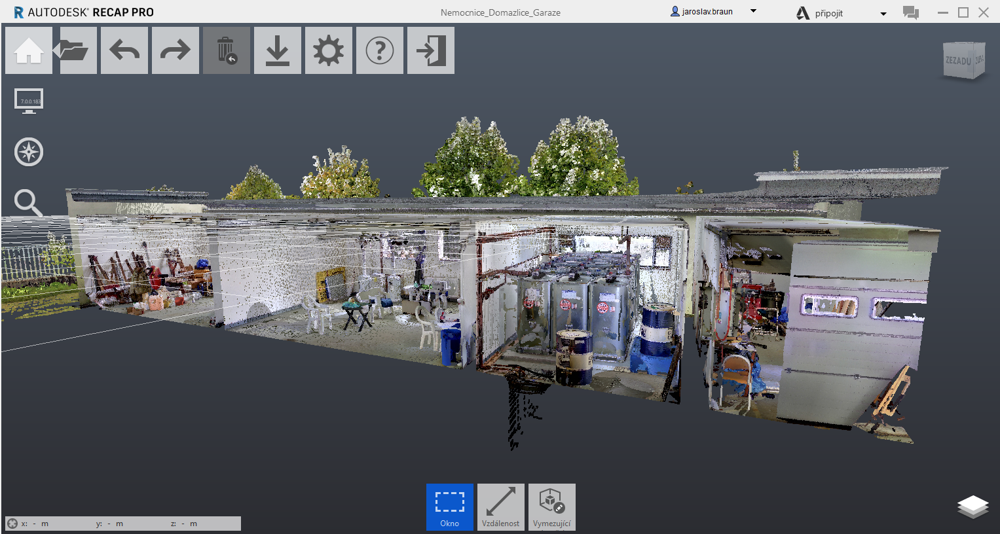 AUTODESK® RECAP PRO
Nemocnice_Domazlice_Garaze
jaroslav.braun
připojit
ZEZADU
7.0.0.183
x: - m y: - m z: - m
Okno
Vzdálenost
Vymezující